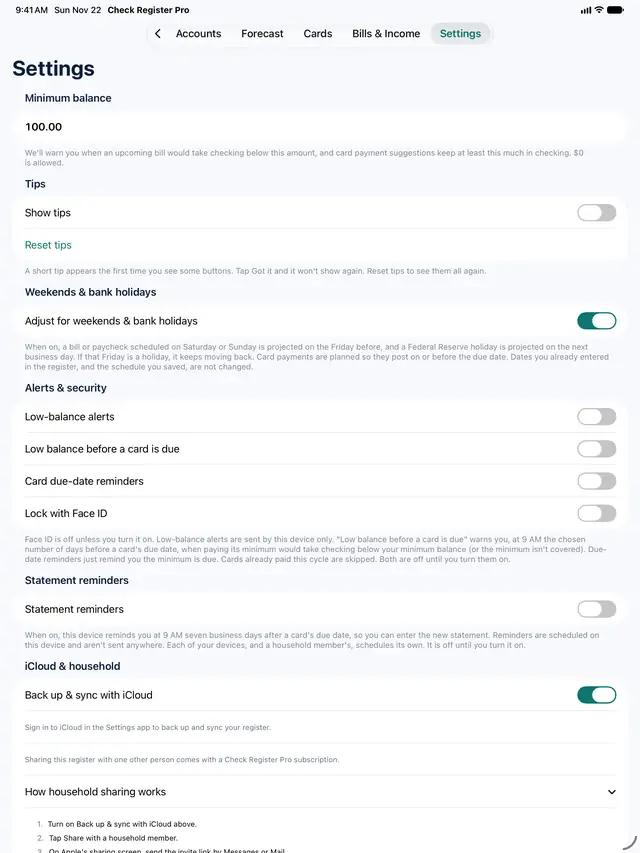 9:41 AM Sun Nov 22 Check Register Pro
Accounts Forecast Cards Bills & Income Settings
Settings
Minimum balance
100.00
We'll warn you when an upcoming bill would take checking below this amount, and card payment suggestions keep at least this much in checking. $0
is allowed.
Tips
Show tips
Reset tips
A short tip appears the first time you see some buttons. Tap Got it and it won't show again. Reset tips to see them all again.
Weekends & bank holidays
Adjust for weekends & bank holidays
When on, a bill or paycheck scheduled on Saturday or Sunday is projected on the Friday before, and a Federal Reserve holiday is projected on the next
business day. If that Friday is a holiday, it keeps moving back. Card payments are planned so they post on or before the due date. Dates you already entered
in the register, and the schedule you saved, are not changed.
Alerts & security
Low-balance alerts
Low balance before a card is due
Card due-date reminders
Lock with Face ID
Face ID is off unless you turn it on. Low-balance alerts are sent by this device only. "Low balance before a card is due" warns you, at 9 AM the chosen
number of days before a card's due date, when paying its minimum would take checking below your minimum balance (or the minimum isn't covered). Due-
date reminders just remind you the minimum is due. Cards already paid this cycle are skipped. Both are off until you turn them on.
Statement reminders
Statement reminders
When on, this device reminds you at 9 AM seven business days after a card's due date, so you can enter the new statement. Reminders are scheduled on
this device and aren't sent anywhere. Each of your devices, and a household member's, schedules its own. It is off until you turn it on.
iCloud & household
Back up & sync with iCloud
Sign in to iCloud in the Settings app to back up and sync your register.
Sharing this register with one other person comes with a Check Register Pro subscription.
How household sharing works
1. Turn on Back up & sync with iCloud above.
2. Tap Share with a household member.
3. On Apple's sharing screen, send the invite link by Messages or Mail.